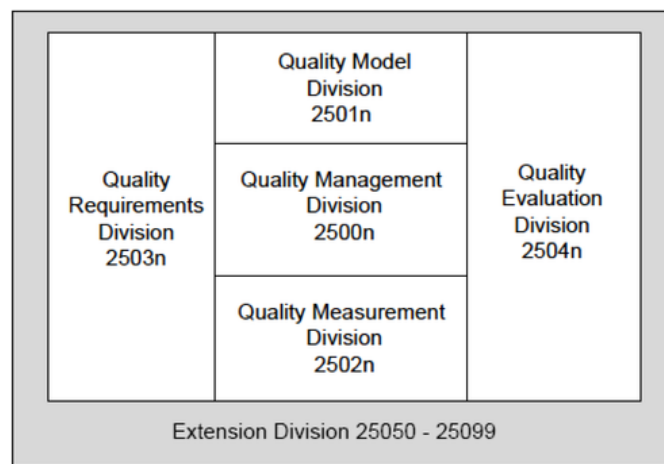 Quality Model
Division
2501n
Quality
Requirements
Division
2503n
Quality Management
Division
2500n
Quality
Evaluation
Division
2504n
Quality Measurement
Division
2502n
Extension Division 25050 - 25099